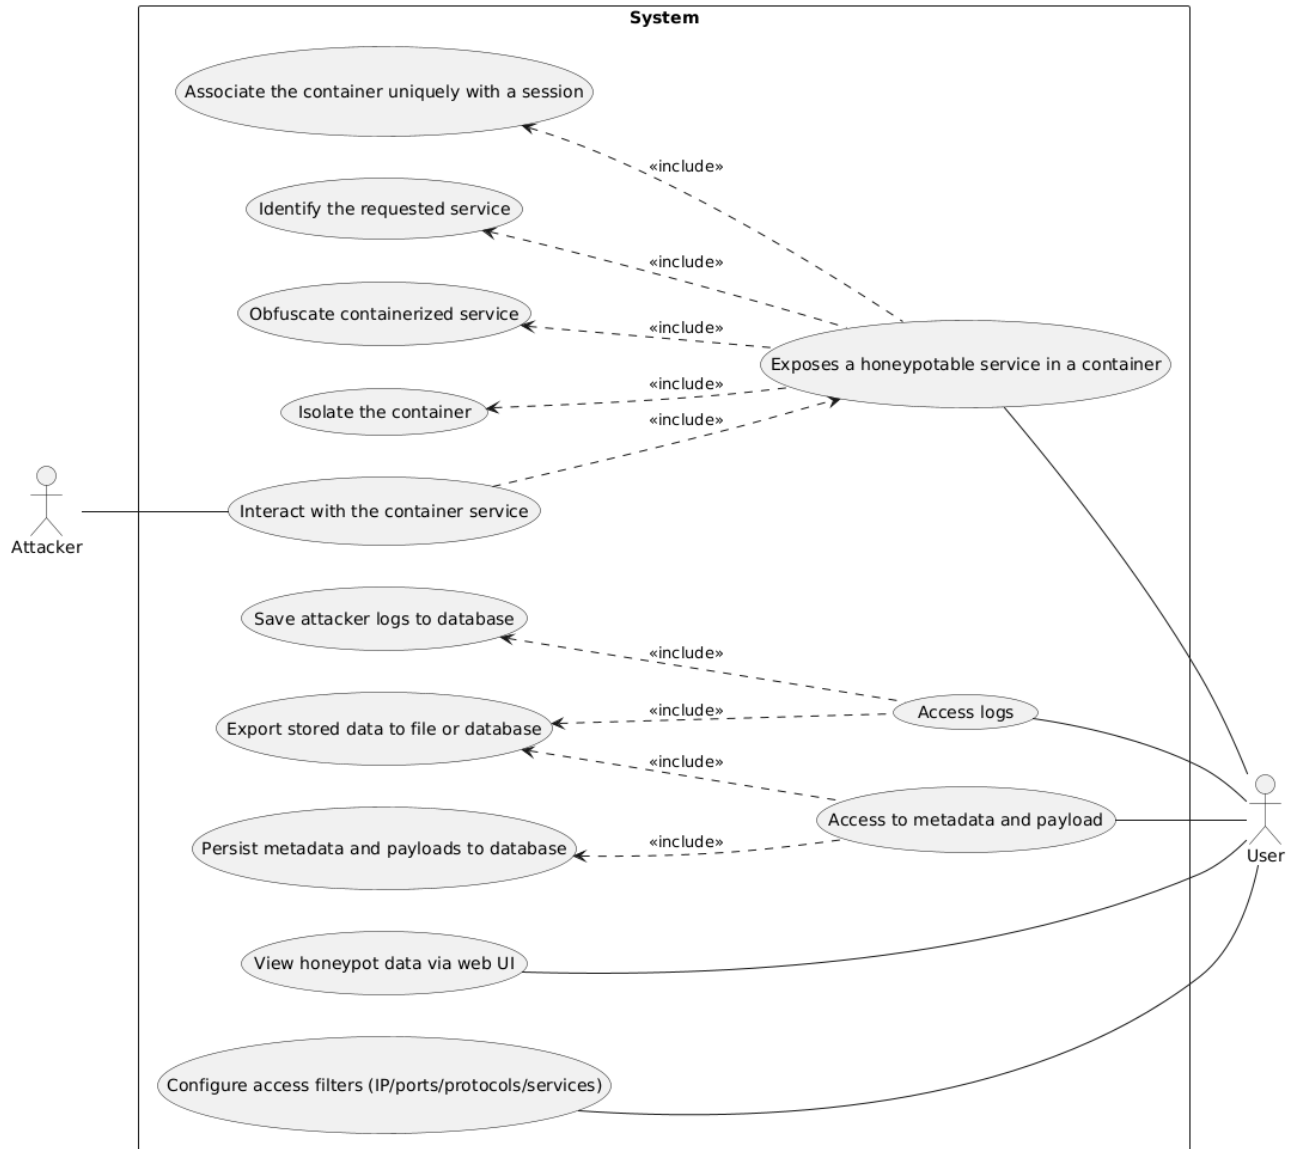 System
Associate the container uniquely with a session
«include»
Identify the requested service
«include»
Obfuscate containerized service
«include»
Exposes a honeypotable service in a container
«include»
Isolate the container
«include»
Interact with the container service
Attacker
Save attacker logs to database
«include»
«include»
Access logs
Export stored data to file or database
«include»
Access to metadata and payload
«include»
Persist metadata and payloads to database
User
View honeypot data via web UI
Configure access filters (IP/ports/protocols/services)